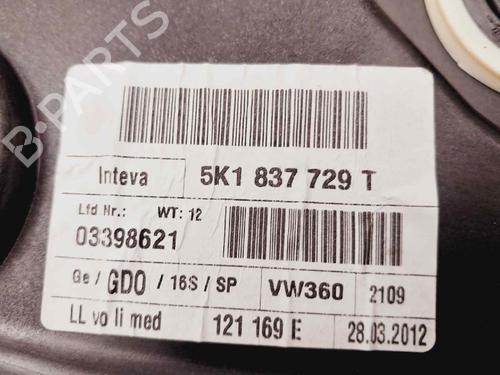 B-PARTS
Inteva 5K1 837 729 T
Lfd Nr.: WT: 12
03398621
Ge / GDO / 16S / SP VW360 2109
LL vo li med 121 169 E 28.03.2012